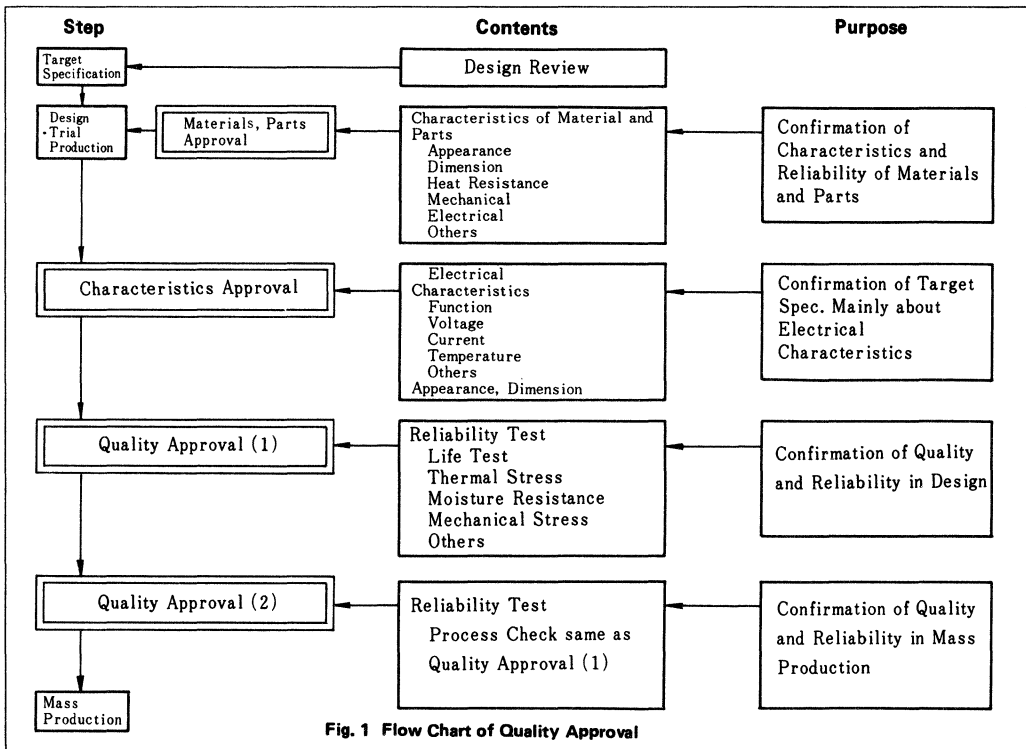 Step
Contents
Purpose
Target
Specification
Design Review
Design
· Trial
Production
Materials, Parts
Approval
Characteristics of Material and
Parts
Appearance
Dimension
Heat Resistance
Mechanical
Electrical
Others
Confirmation of
Characteristics and
Reliability of Materials
and Parts
Characteristics Approval
Electrical
Characteristics
Function
Voltage
Current
Temperature
Others
Appearance, Dimension
Confirmation of Target
Spec. Mainly about
Electrical
Characteristics
Quality Approval (1)
Reliability Test
Life Test
Thermal Stress
Moisture Resistance
Mechanical Stress
Others
Confirmation of Quality
and Reliability in Design
Quality Approval (2)
Reliability Test
Process Check same as
Quality Approval (1)
Confirmation of Quality
and Reliability in Mass
Production
Mass
Production
Fig. 1 Flow Chart of Quality Approval